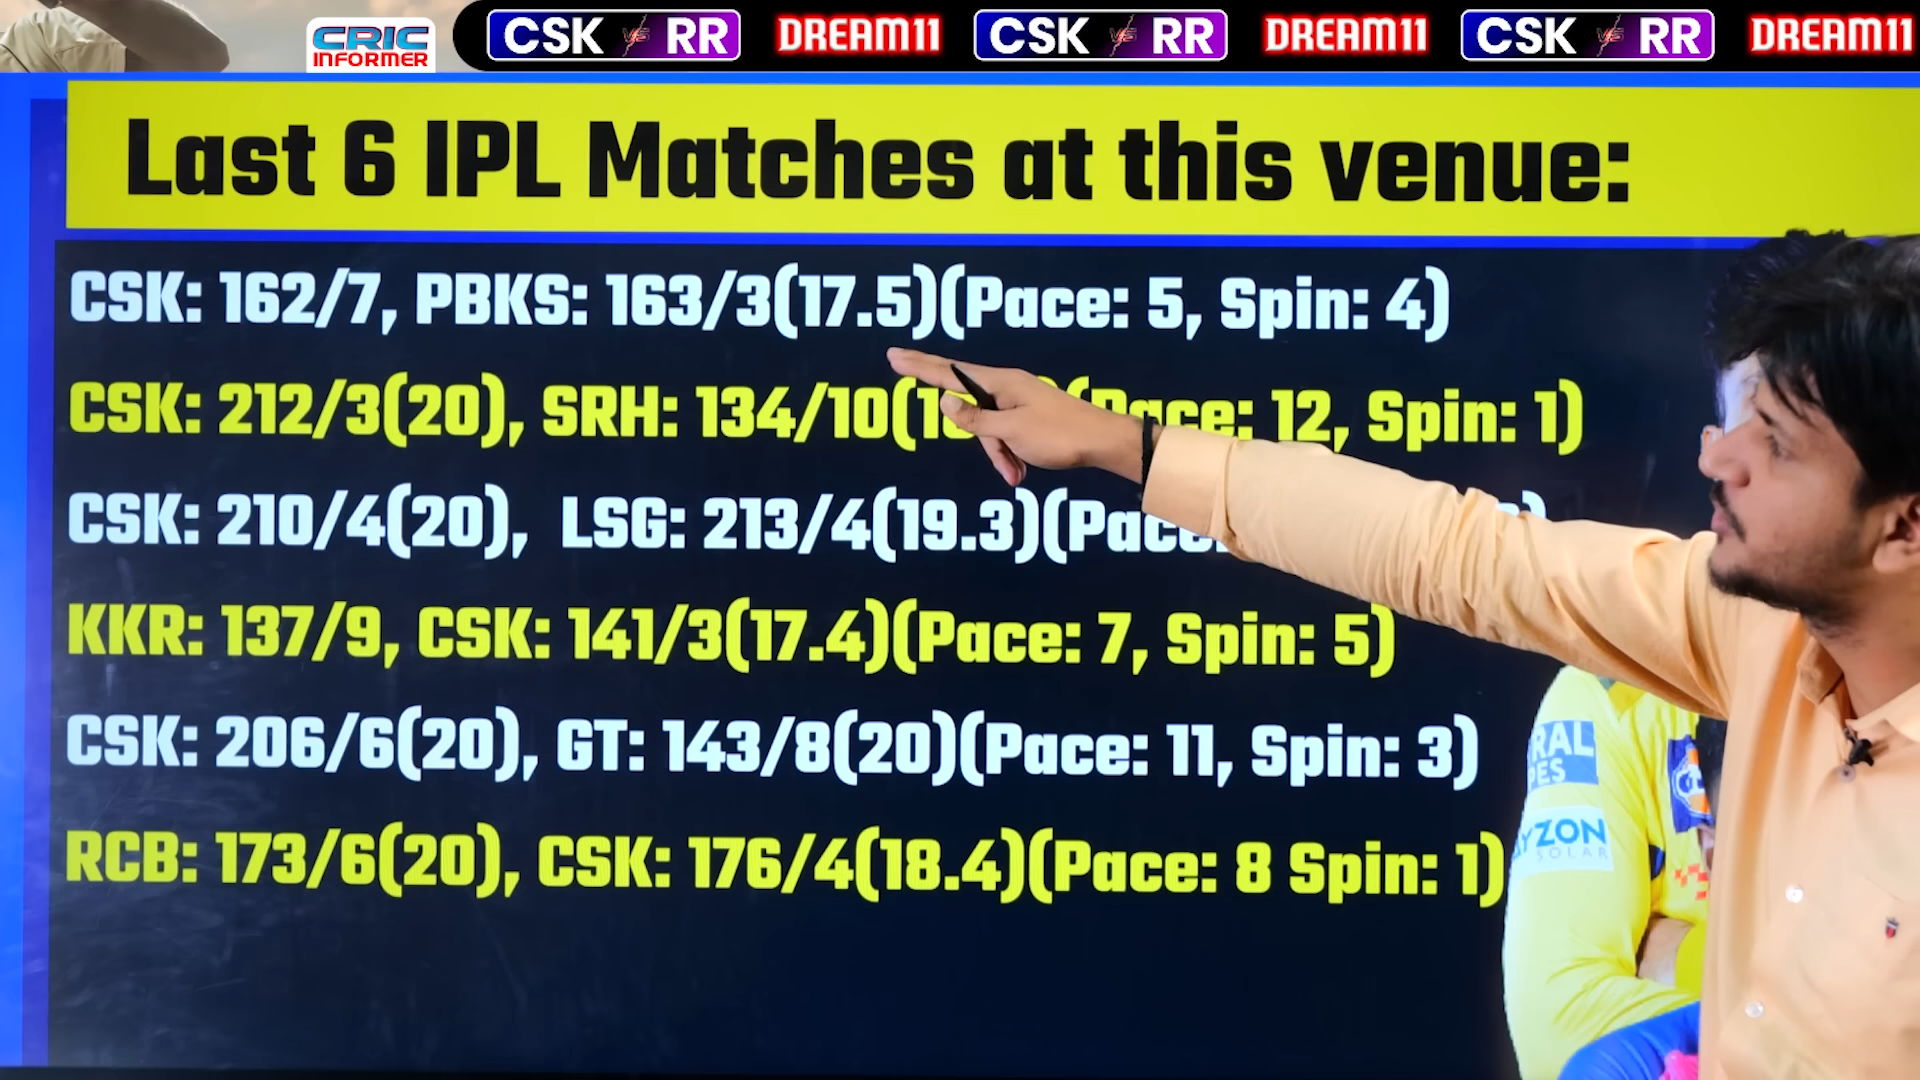 CRIC
INFORMER
CSK vs RR DREAM11 CSK vs RR DREAM11 CSK vs RR DREAM11
Last 6 IPL Matches at this venue:
CSK: 162/7, PBKS: 163/3(17.5)(Pace: 5, Spin: 4)
CSK: 212/3(20), SRH: 134/10(1 (Pace: 12, Spin: 1)
CSK: 210/4(20), LSG: 213/4(19.3)(Pace:
KKR: 137/9, CSK: 141/3(17.4)(Pace: 7, Spin: 5)
CSK: 206/6(20), GT: 143/8(20)(Pace: 11, Spin: 3)
RCB: 173/6(20), CSK: 176/4(18.4)(Pace: 8 Spin: 1)